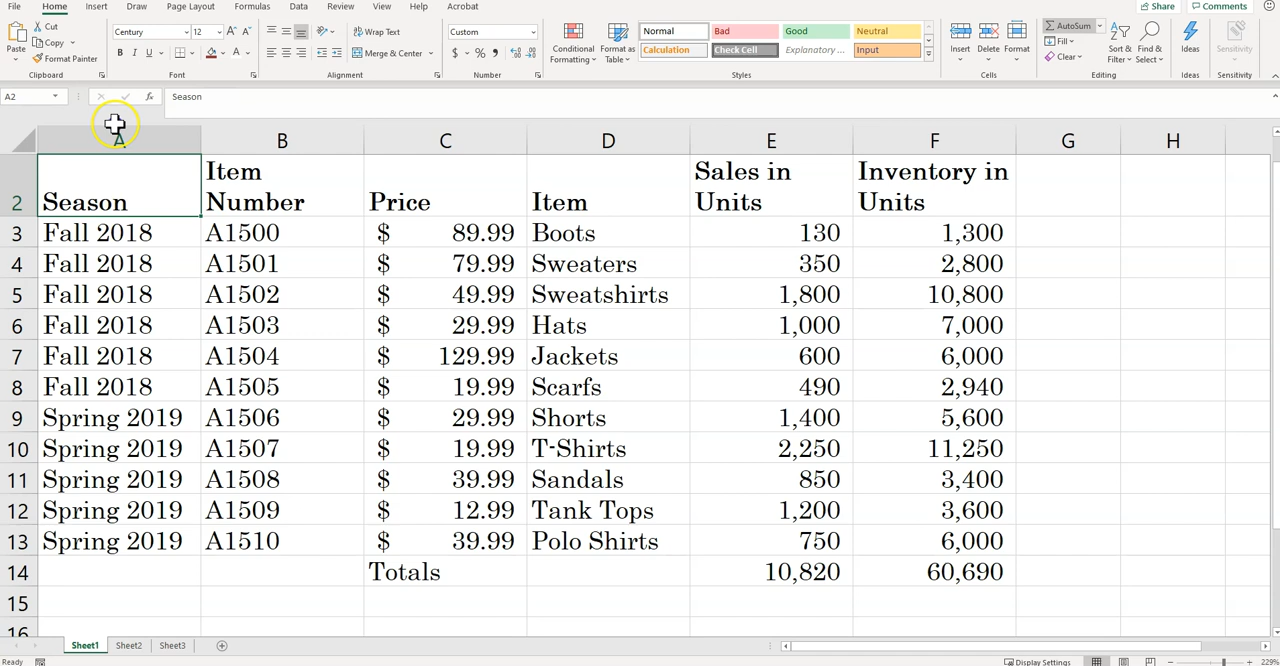 File Home Insert Draw Page Layout Formulas Data Review View Help Acrobat Share Comments
Paste Cut Copy Format Painter Clipboard
Century 12 A A B I U A Font
Wrap Text Merge & Center Alignment
Custom $ % Number
Conditional Formatting Format as Table Normal Bad Good Neutral Calculation Check Cell Explanatory ... Input Styles
Insert Delete Format Cells
AutoSum Fill Clear Sort & Filter Find & Select Editing
Ideas Ideas
Sensitivity Sensitivity
A2 fx Season
A B C D E F G H
2 Season Item Number Price Item Sales in Units Inventory in Units
3 Fall 2018 A1500 $ 89.99 Boots 130 1,300
4 Fall 2018 A1501 $ 79.99 Sweaters 350 2,800
5 Fall 2018 A1502 $ 49.99 Sweatshirts 1,800 10,800
6 Fall 2018 A1503 $ 29.99 Hats 1,000 7,000
7 Fall 2018 A1504 $ 129.99 Jackets 600 6,000
8 Fall 2018 A1505 $ 19.99 Scarfs 490 2,940
9 Spring 2019 A1506 $ 29.99 Shorts 1,400 5,600
10 Spring 2019 A1507 $ 19.99 T-Shirts 2,250 11,250
11 Spring 2019 A1508 $ 39.99 Sandals 850 3,400
12 Spring 2019 A1509 $ 12.99 Tank Tops 1,200 3,600
13 Spring 2019 A1510 $ 39.99 Polo Shirts 750 6,000
14 Totals 10,820 60,690
15
16
Sheet1 Sheet2 Sheet3
Ready Display Settings 229%